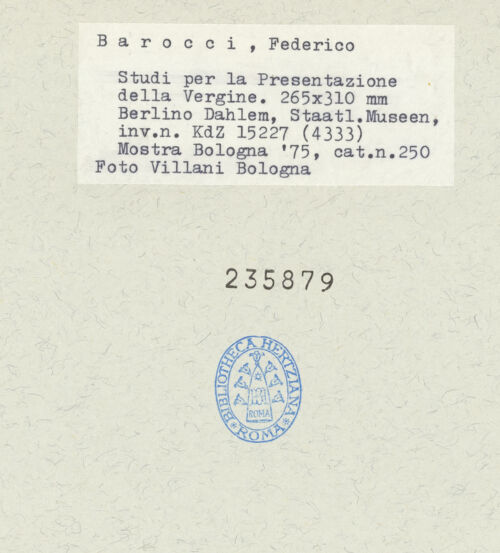 B a r o c c i , Federico
Studi per la Presentazione
della Vergine. 265x310 mm
Berlino Dahlem, Staatl.Museen,
inv.n. KdZ 15227 (4333)
Mostra Bologna '75, cat.n.250
Foto Villani Bologna
235879
BIBLIOTHECA HERTZIANA
ROMA
ROMA